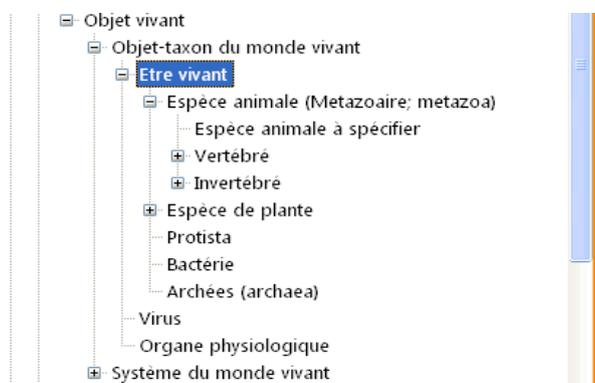 Objet vivant
Objet-taxon du monde vivant
Etre vivant
Espèce animale (Metazoaire; metazoa)
Espèce animale à spécifier
Vertébré
Invertébré
Espèce de plante
Protista
Bactérie
Archées (archaea)
Virus
Organe physiologique
Système du monde vivant